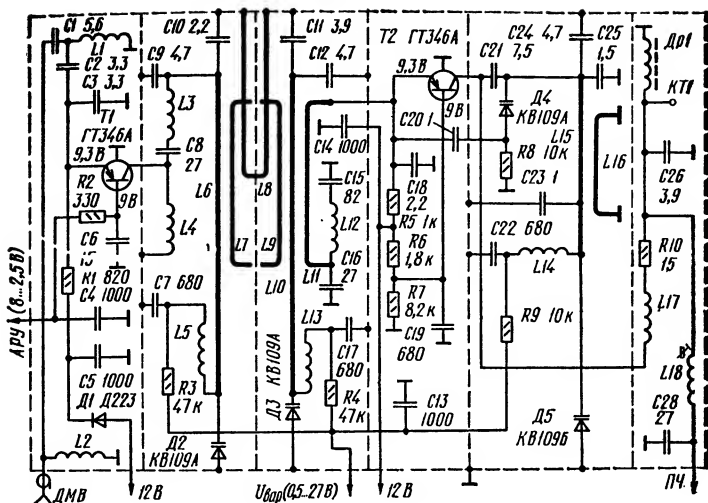 C1 5,6
L1
C2 3,3
C3 3,3
T1
ГТ346А
9,3 В
R2
330
9В
C6
15
R1 820
C4
1000
АРУ (8...2,5 В)
C5 1000
Д1 Д223
L2
ДМВ
12 В
C10 2,2
C9 4,7
L3
C8
27
L6
L4
C7 680
L5
R3
47к
Д2
КВ109А
L7
L8
L9
L10
C11 3,9
C12 4,7
C14 1000
C15
82
L12
L11
C16
27
L13
C17
680
Д3 КВ109А
R4
47к
Uвар(0,5...27В)
12 В
T2 ГТ346А
9,3В
9В
C20 1
C18
2,2
R5 1к
R6
1,8к
R7
8,2к
C19
680
C13
1000
C21
7,5
C24 4,7
C25
1,5
Д4
КВ109А
L15
R8 10к
C23 1
C22 680
L14
R9 10к
Д5
КВ109Б
L16
Др1
КТ1
C26
3,9
R10
15
L17
L18
C28
27
ПЧ